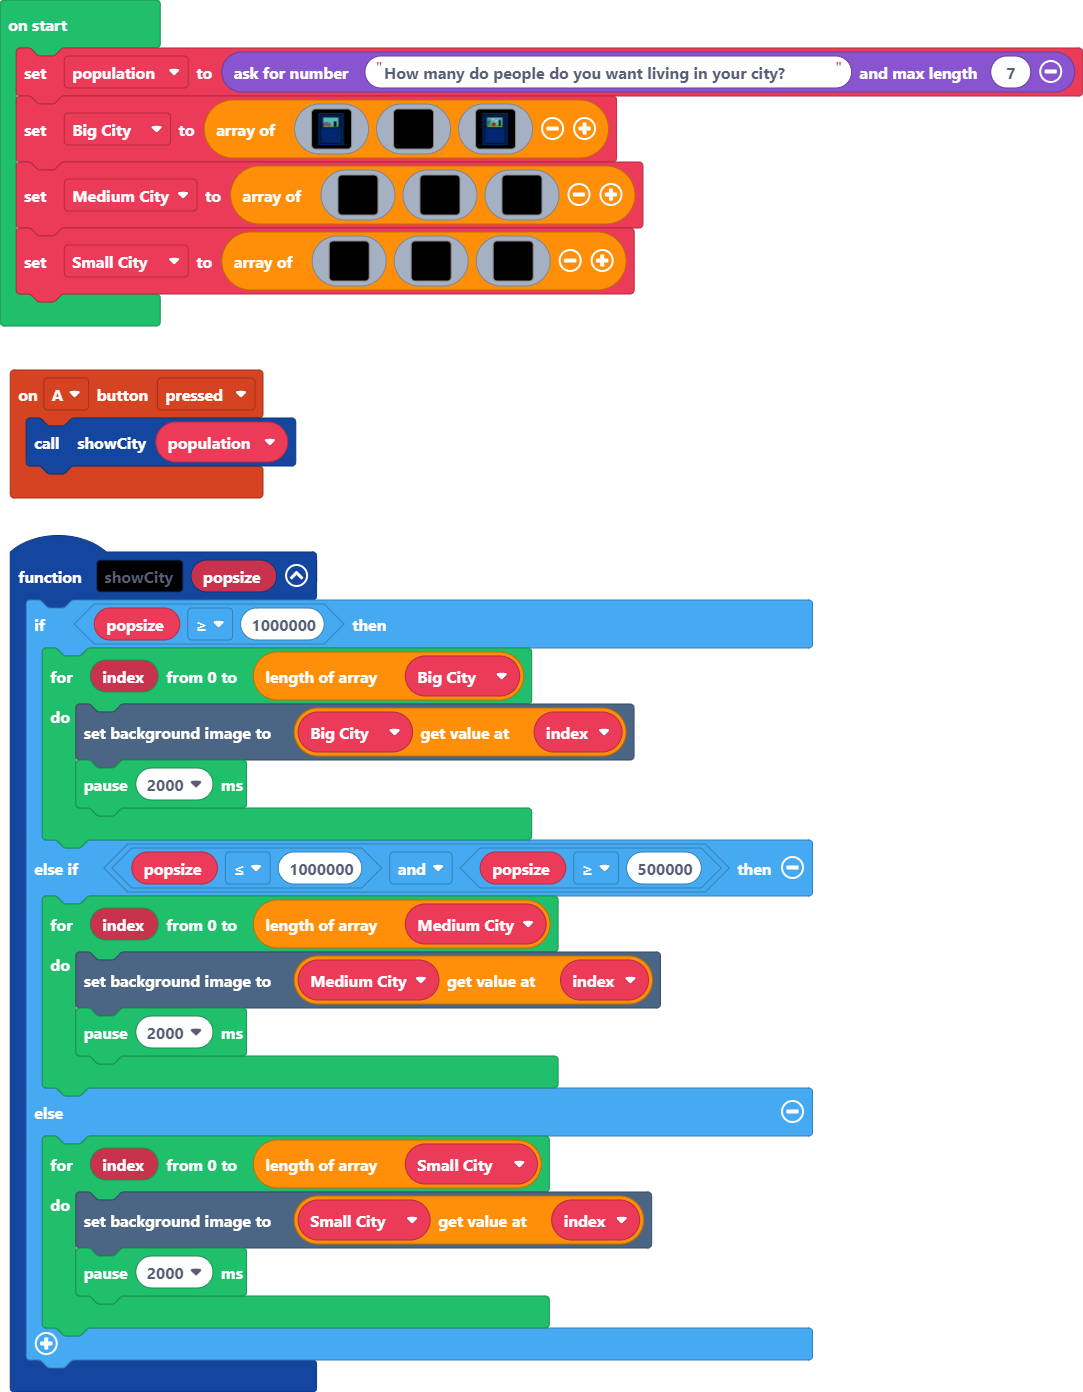 on start
set population to ask for number "How many do people do you want living in your city?" and max length 7
set Big City to array of
set Medium City to array of
set Small City to array of
on A button pressed
call showCity population
function showCity popsize
if popsize ≥ 1000000 then
for index from 0 to length of array Big City
do set background image to Big City get value at index
pause 2000 ms
else if popsize ≤ 1000000 and popsize ≥ 500000 then
for index from 0 to length of array Medium City
do set background image to Medium City get value at index
pause 2000 ms
else
for index from 0 to length of array Small City
do set background image to Small City get value at index
pause 2000 ms